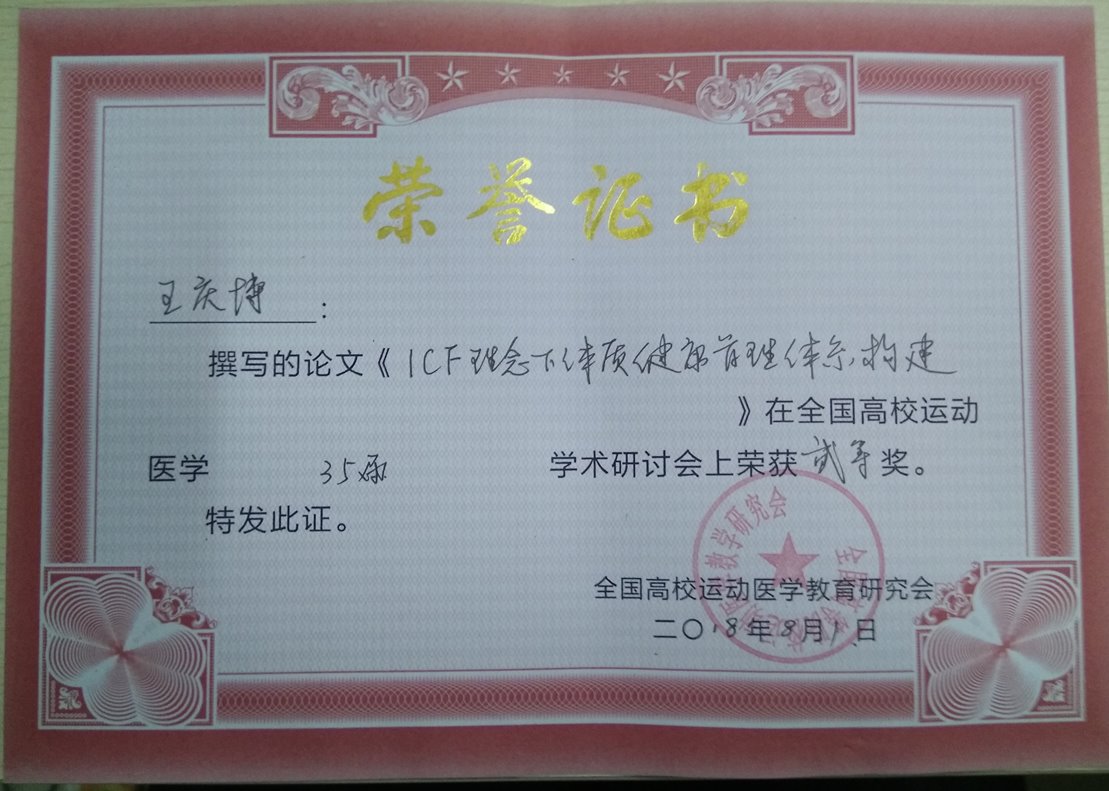 荣誉证书
王庆博：
撰写的论文《ICF理念下体质健康管理体系构建
》在全国高校运动
医学 35届 学术研讨会上荣获贰等奖。
特发此证。
全国高校运动医学教育研究会
二〇18年8月1日